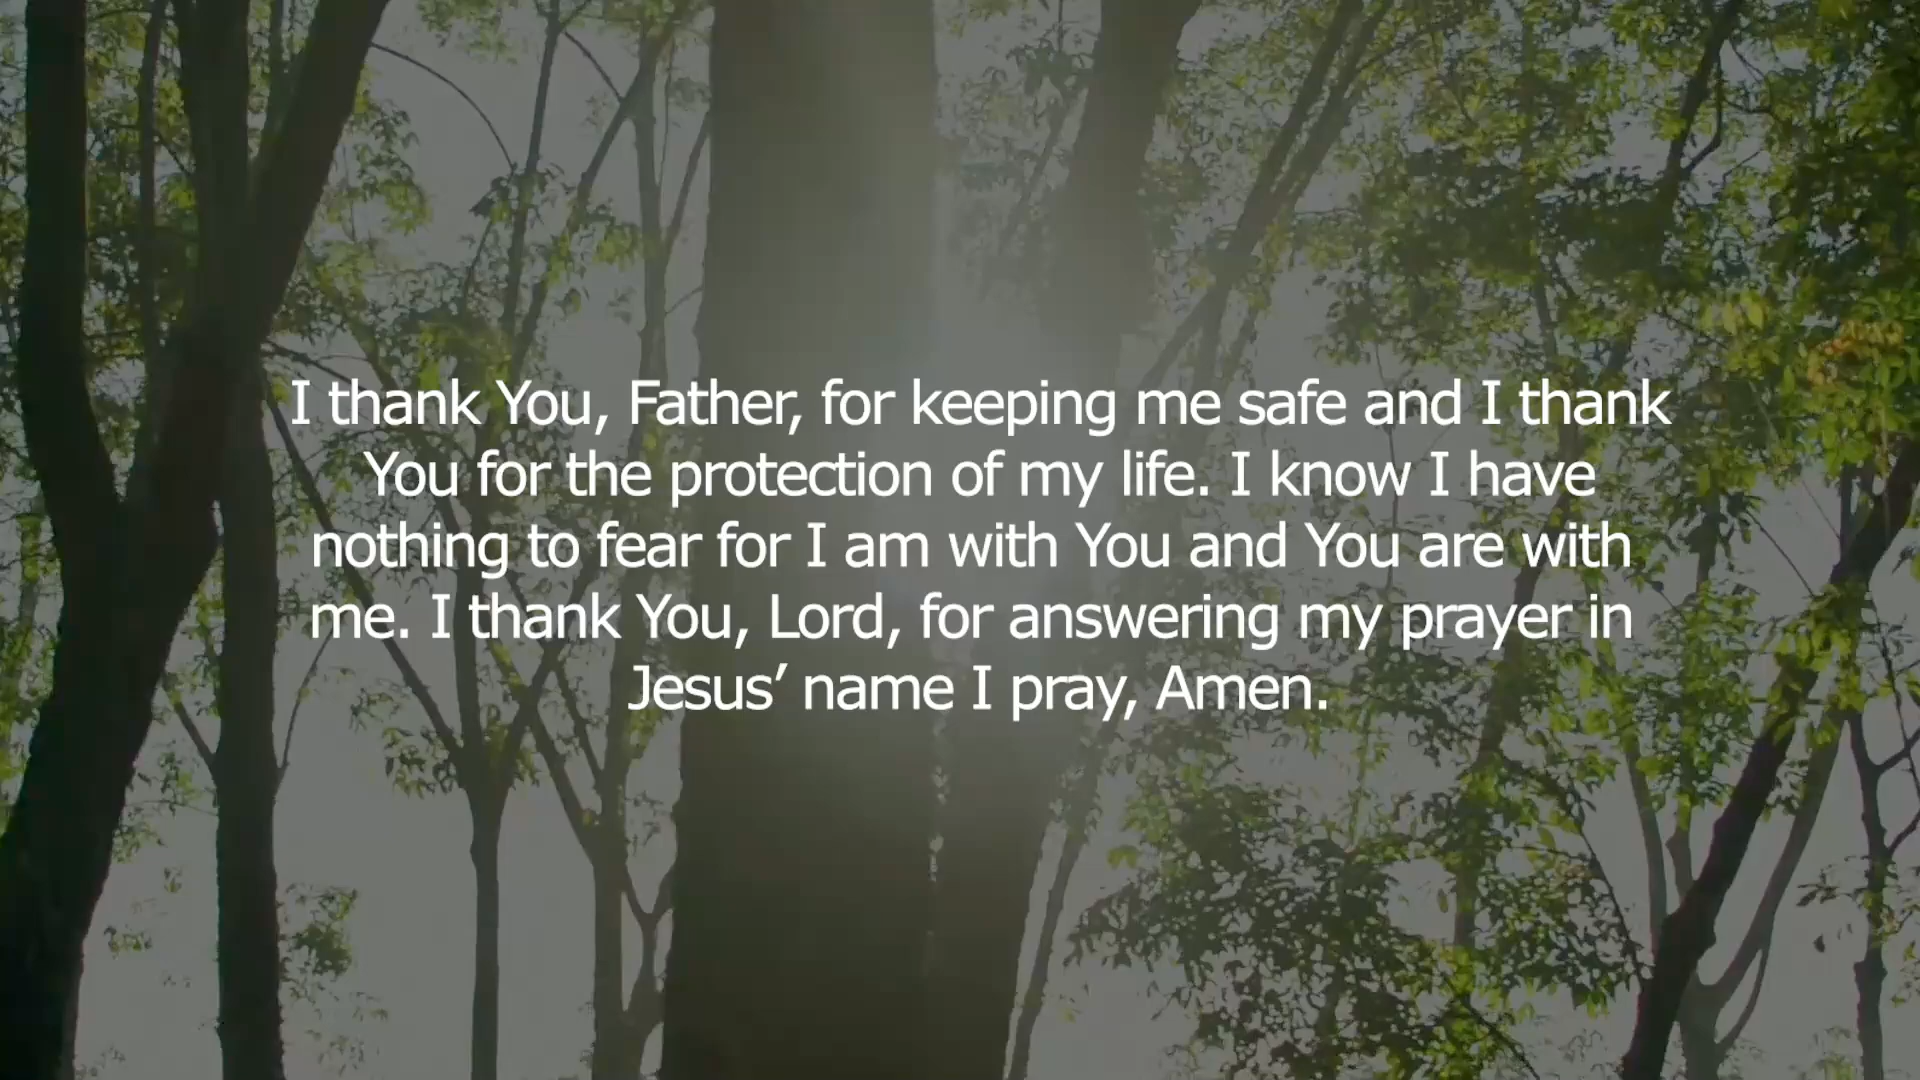 I thank You, Father, for keeping me safe and I thank
You for the protection of my life. I know I have
nothing to fear for I am with You and You are with
me. I thank You, Lord, for answering my prayer in
Jesus’ name I pray, Amen.